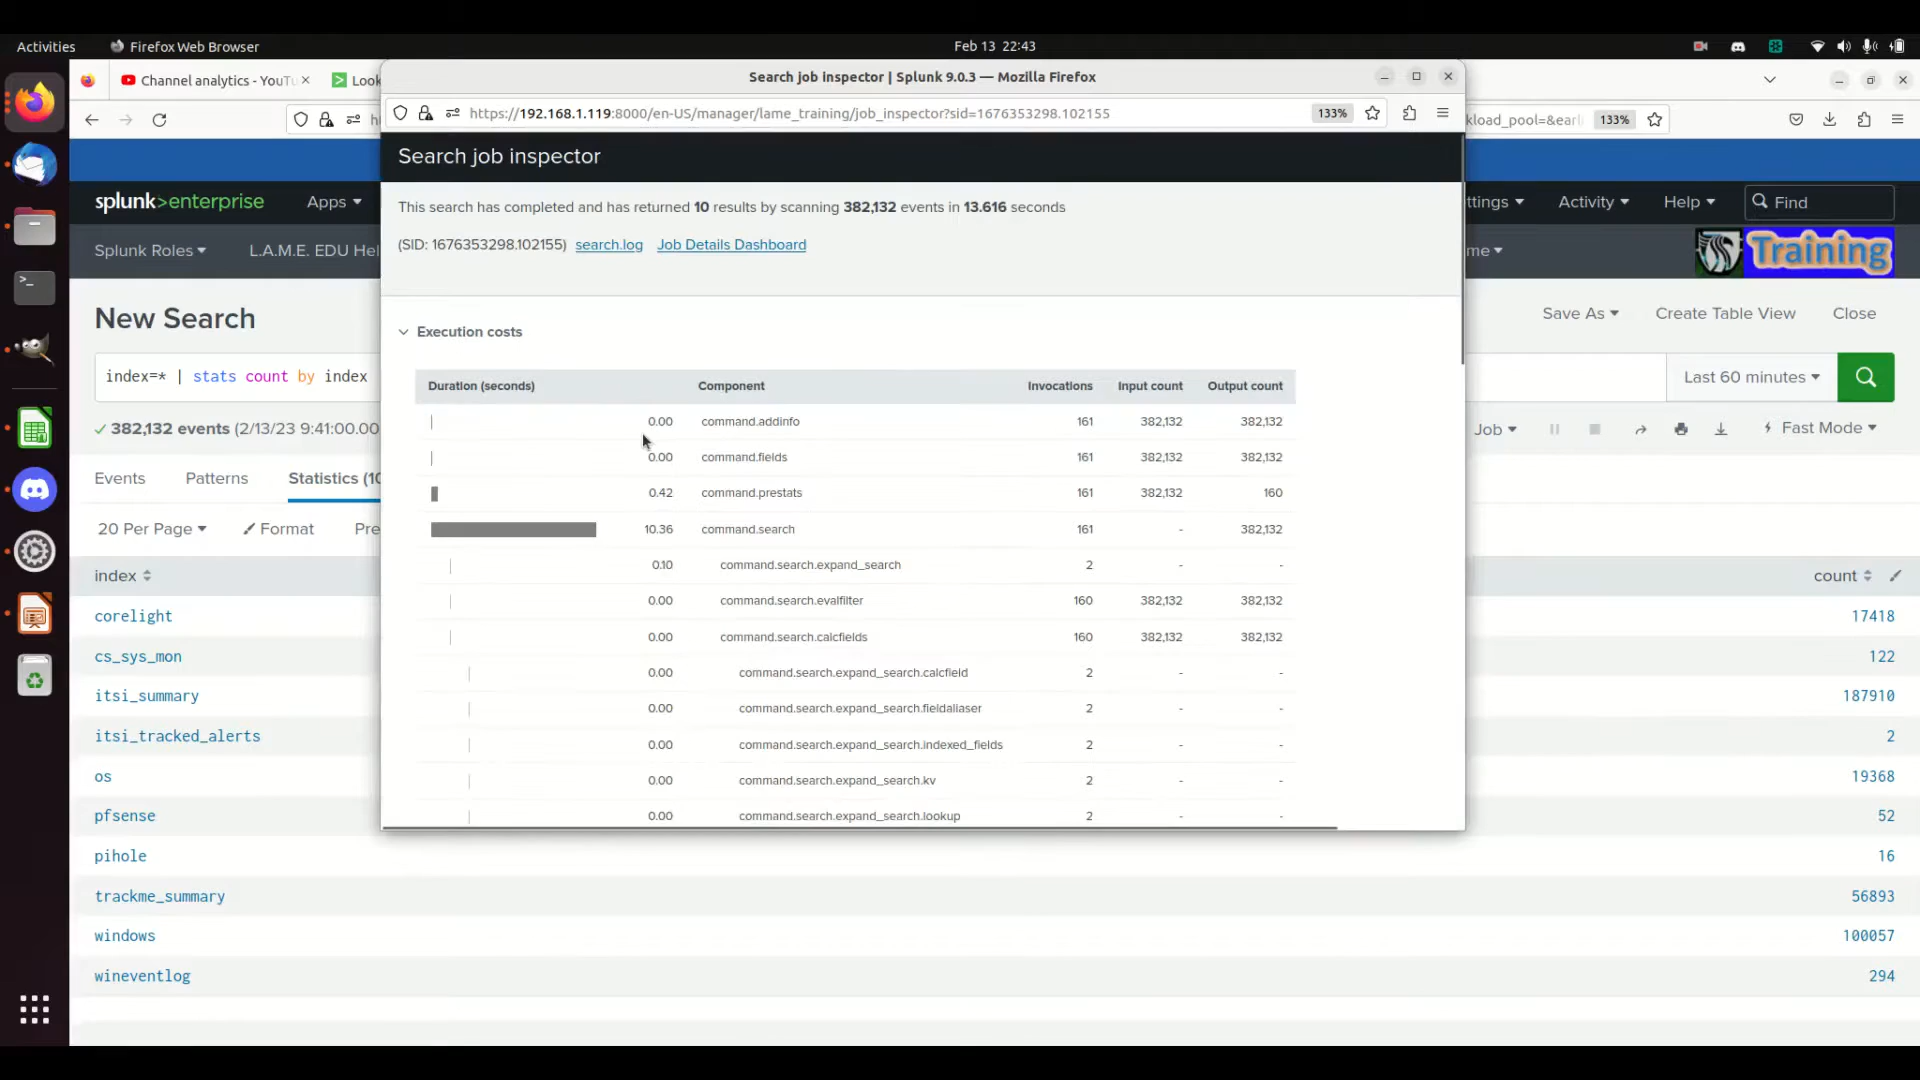 Activities
Firefox Web Browser
Feb 13 22:43
Channel analytics - YouTu
Look
Search job inspector | Splunk 9.0.3 — Mozilla Firefox
https://192.168.1.119:8000/en-US/manager/lame_training/job_inspector?sid=1676353298.102155
133%
kload_pool=&earli
133%
Search job inspector
This search has completed and has returned 10 results by scanning 382,132 events in 13.616 seconds
(SID: 1676353298.102155) search.log Job Details Dashboard
splunk>enterprise
Apps
ttings
Activity
Help
Find
Splunk Roles
L.A.M.E. EDU Hel
me
Training
New Search
Save As
Create Table View
Close
index=* | stats count by index
Last 60 minutes
382,132 events (2/13/23 9:41:00.00
Job
Fast Mode
Events
Patterns
Statistics (10
20 Per Page
Format
Pre
Execution costs
Duration (seconds) Component Invocations Input count Output count
0.00 command.addinfo 161 382,132 382,132
0.00 command.fields 161 382,132 382,132
0.42 command.prestats 161 382,132 160
10.36 command.search 161 - 382,132
0.10 command.search.expand_search 2 - -
0.00 command.search.evalfilter 160 382,132 382,132
0.00 command.search.calcfields 160 382,132 382,132
0.00 command.search.expand_search.calcfield 2 - -
0.00 command.search.expand_search.fieldaliaser 2 - -
0.00 command.search.expand_search.indexed_fields 2 - -
0.00 command.search.expand_search.kv 2 - -
0.00 command.search.expand_search.lookup 2 - -
index count
corelight 17418
cs_sys_mon 122
itsi_summary 187910
itsi_tracked_alerts 2
os 19368
pfsense 52
pihole 16
trackme_summary 56893
windows 100057
wineventlog 294